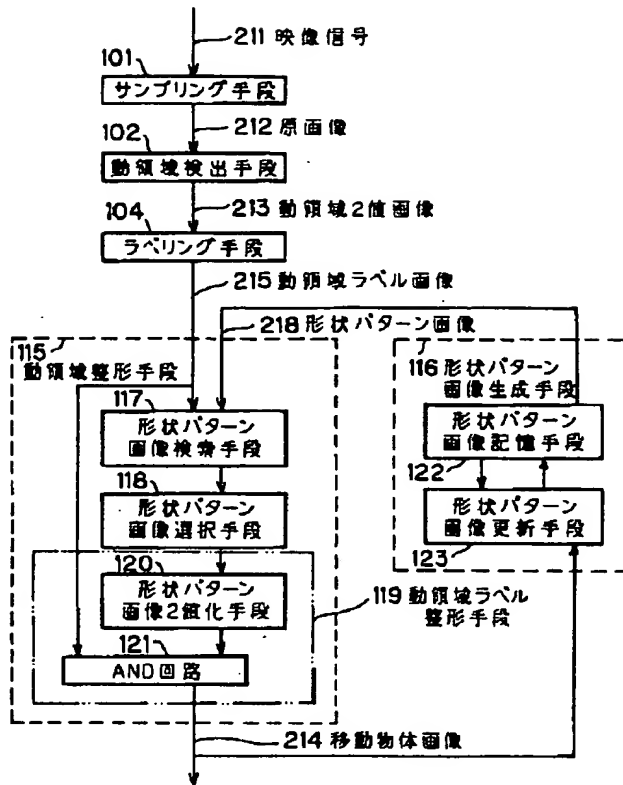 211 映像信号
101
サンプリング手段
212 原画像
102
動領域検出手段
213 動領域2値画像
104
ラベリング手段
215 動領域ラベル画像
218 形状パターン画像
115
動領域整形手段
117
形状パターン
画像検索手段
118
形状パターン
画像選択手段
120
形状パターン
画像2値化手段
121
AND回路
116 形状パターン
画像生成手段
形状パターン
画像記憶手段
122
形状パターン
画像更新手段
123
119 動領域ラベル
整形手段
214 移動物体画像